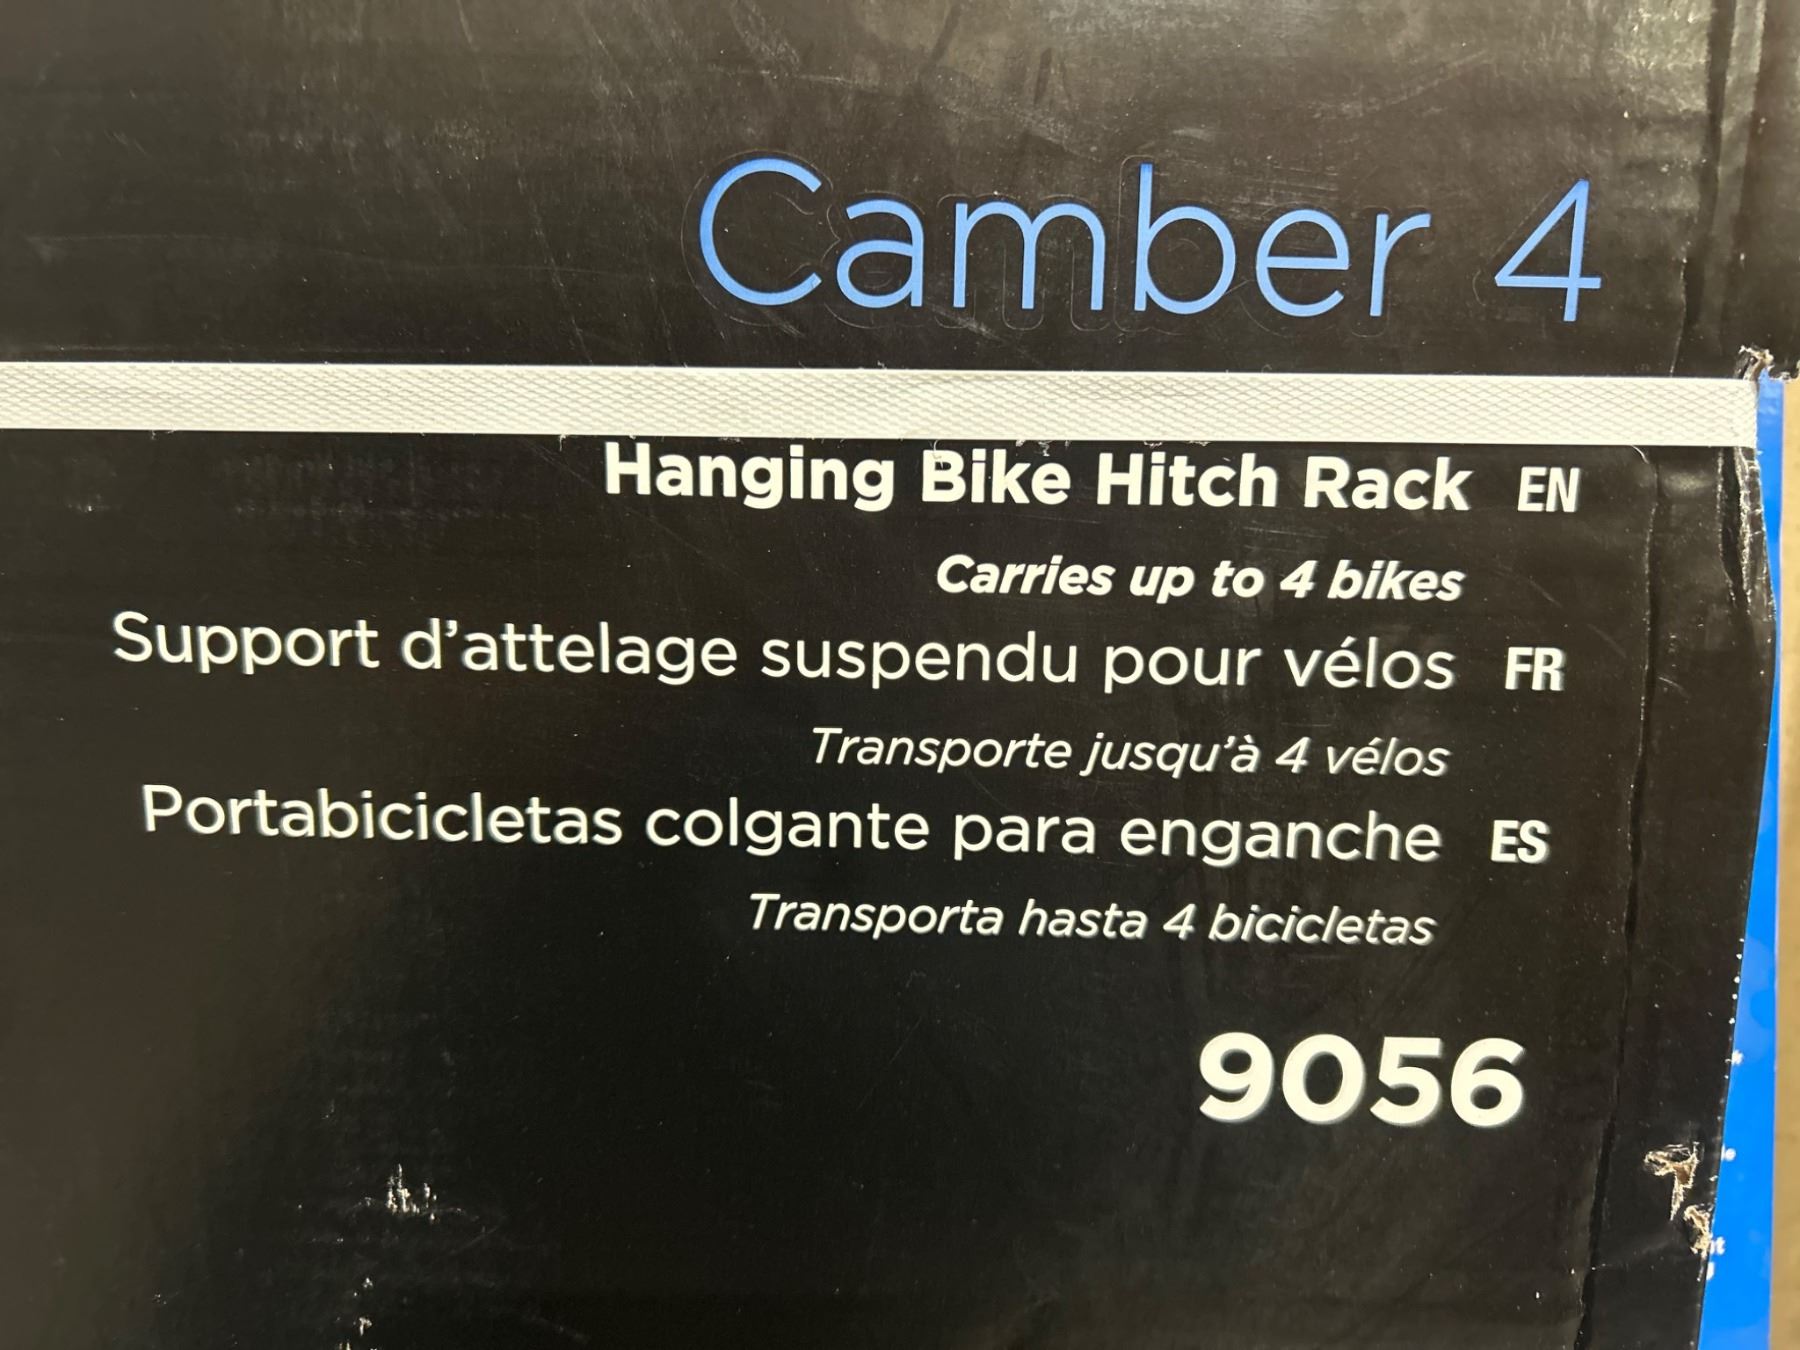 Camber 4
Hanging Bike Hitch Rack EN
Carries up to 4 bikes
Support d'attelage suspendu pour vélos FR
Transporte jusqu'à 4 vélos
Portabicicletas colgante para enganche ES
Transporta hasta 4 bicicletas
9056